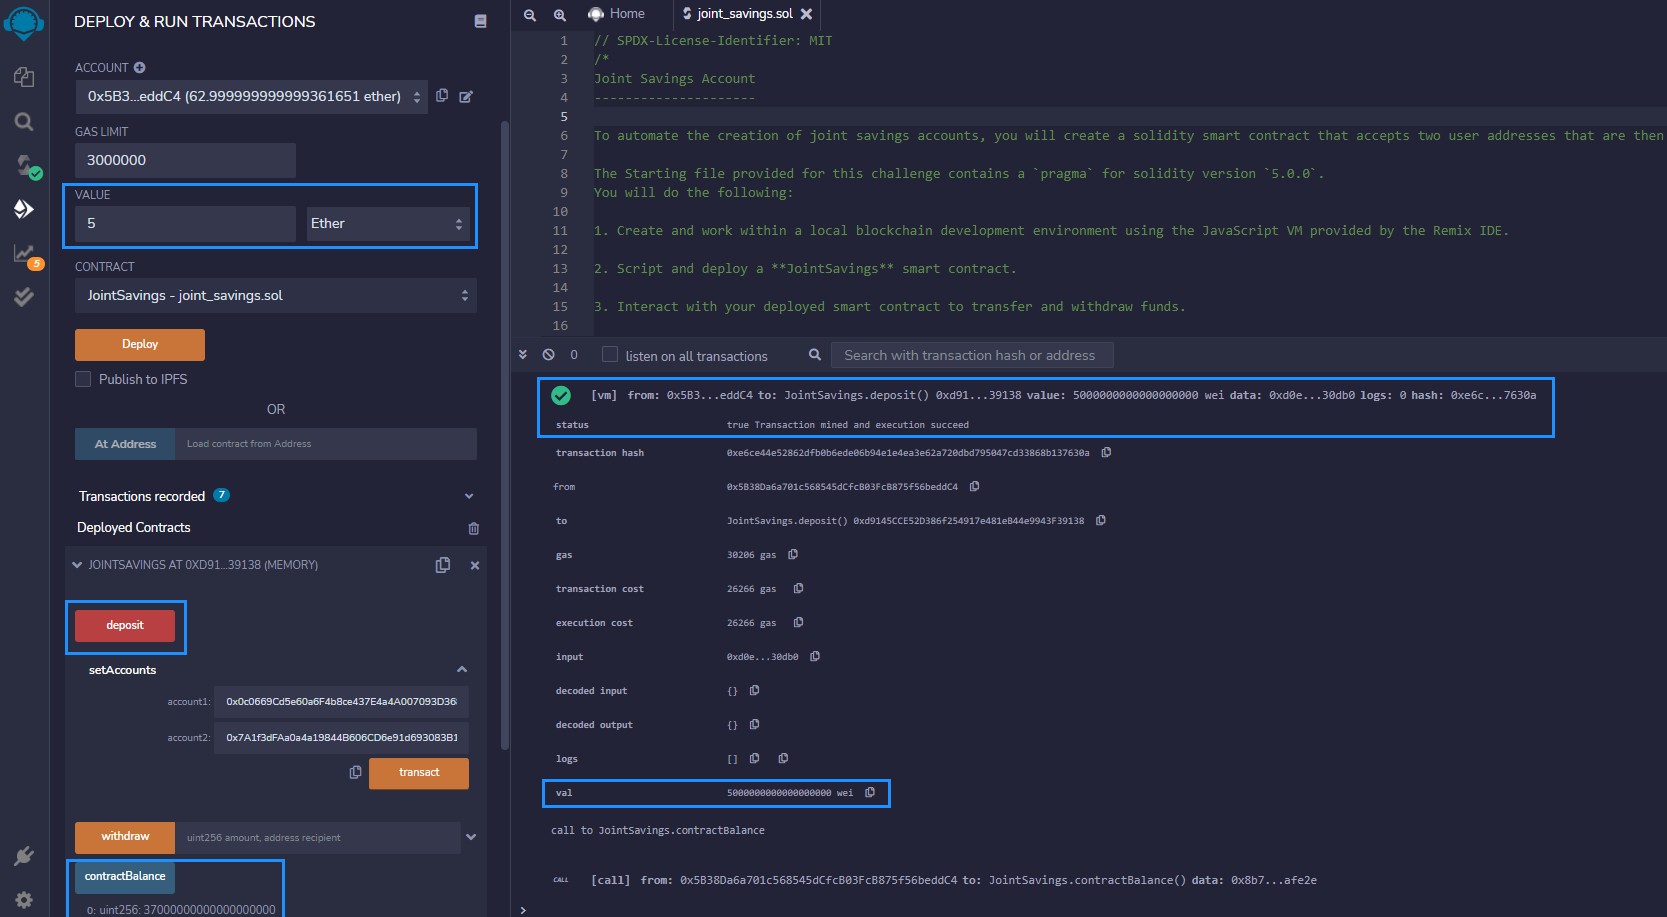 DEPLOY & RUN TRANSACTIONS
ACCOUNT
0x5B3...eddC4 (62.999999999999361651 ether)
GAS LIMIT
3000000
VALUE
5
Ether
CONTRACT
JointSavings - joint_savings.sol
Deploy
Publish to IPFS
OR
At Address
Load contract from Address
Transactions recorded 7
Deployed Contracts
JOINTSAVINGS AT 0XD91...39138 (MEMORY)
deposit
setAccounts
account1: 0x0c0669Cd5e60a6F4b8ce437E4a4A007093D36
account2: 0x7A1f3dFAa0a4a19844B606CD6e91d693083B1
transact
withdraw
uint256 amount, address recipient
contractBalance
0: uint256: 37000000000000000000
5
Home
joint_savings.sol
1 // SPDX-License-Identifier: MIT
2 /*
3 Joint Savings Account
4 ---------------------
5
6 To automate the creation of joint savings accounts, you will create a solidity smart contract that accepts two user addresses that are then
7
8 The Starting file provided for this challenge contains a `pragma` for solidity version `5.0.0`.
9 You will do the following:
10
11 1. Create and work within a local blockchain development environment using the JavaScript VM provided by the Remix IDE.
12
13 2. Script and deploy a **JointSavings** smart contract.
14
15 3. Interact with your deployed smart contract to transfer and withdraw funds.
16
0
listen on all transactions
Search with transaction hash or address
[vm] from: 0x5B3...eddC4 to: JointSavings.deposit() 0xd91...39138 value: 5000000000000000000 wei data: 0xd0e...30db0 logs: 0 hash: 0xe6c...7630a
status true Transaction mined and execution succeed
transaction hash 0xe6ce44e52862dfb0b6ede06b94e1e4ea3e62a720dbd795047cd33868b137630a
from 0x5B38Da6a701c568545dCfcB03FcB875f56beddC4
to JointSavings.deposit() 0xd9145CCE52D386f254917e481eB44e9943F39138
gas 30206 gas
transaction cost 26266 gas
execution cost 26266 gas
input 0xd0e...30db0
decoded input {}
decoded output {}
logs []
val 5000000000000000000 wei
call to JointSavings.contractBalance
CALL [call] from: 0x5B38Da6a701c568545dCfcB03FcB875f56beddC4 to: JointSavings.contractBalance() data: 0x8b7...afe2e
>